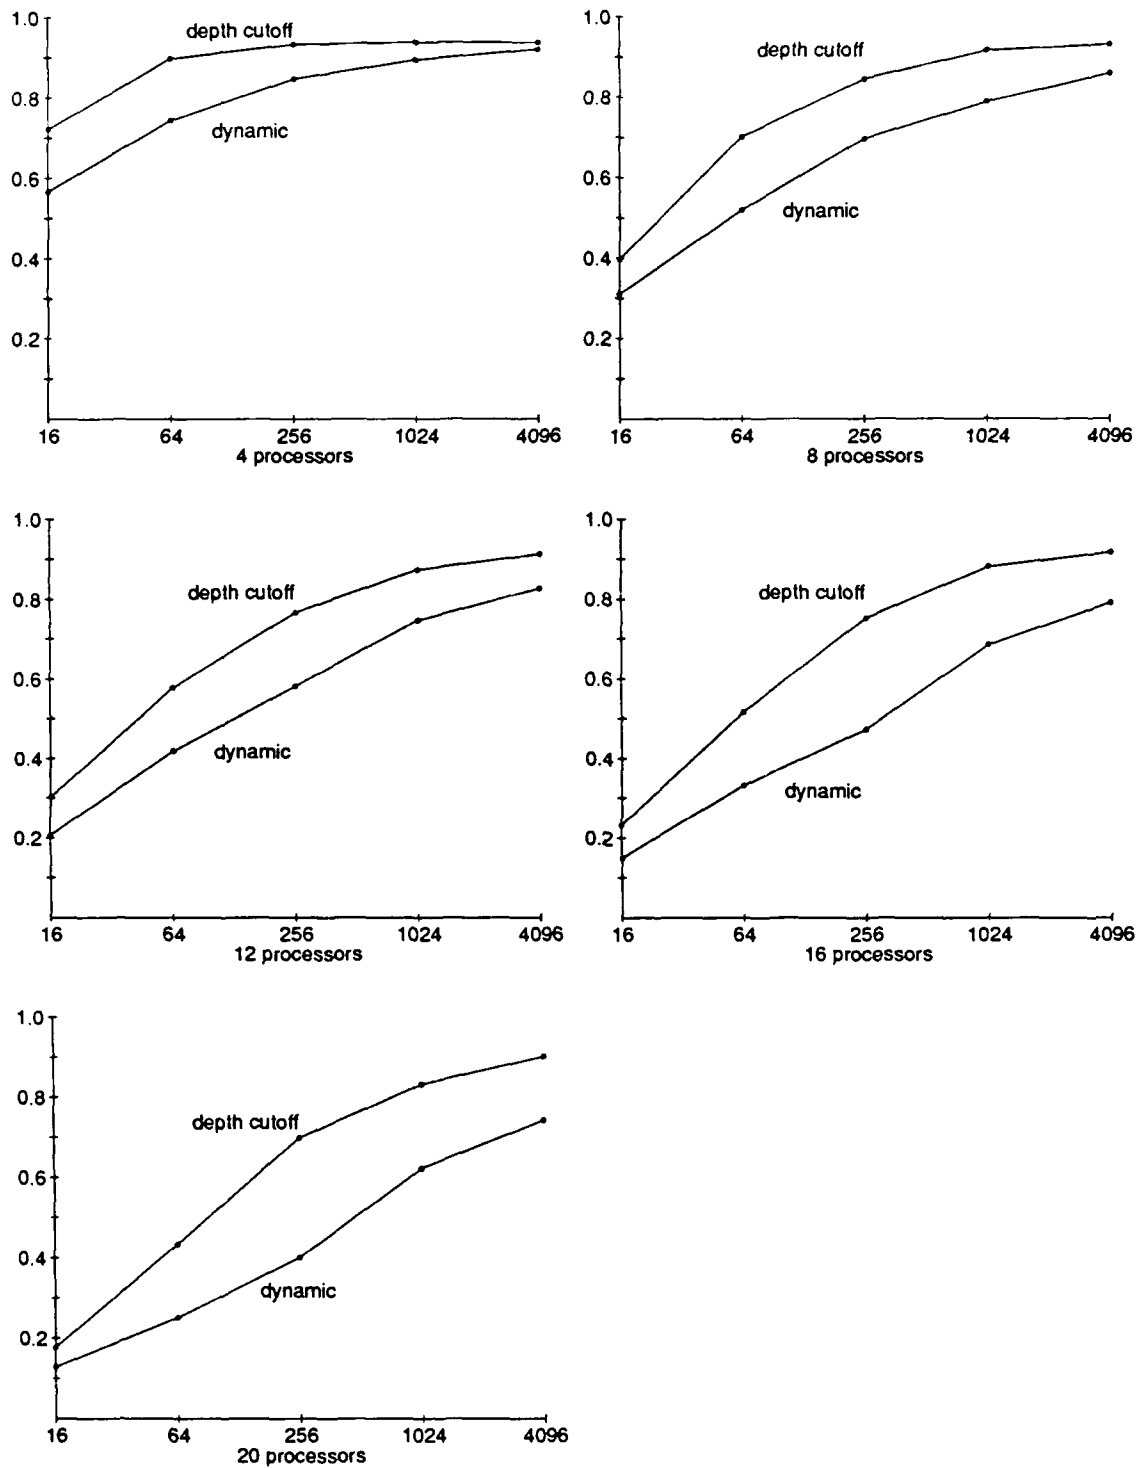 1.0
depth cutoff
0.8
dynamic
0.6
0.4
0.2
16 64 256 1024 4096
4 processors
1.0
depth cutoff
0.8
0.6
dynamic
0.4
0.2
16 64 256 1024 4096
8 processors
1.0
depth cutoff
0.8
0.6
dynamic
0.4
0.2
16 64 256 1024 4096
12 processors
1.0
depth cutoff
0.8
0.6
0.4
dynamic
0.2
16 64 256 1024 4096
16 processors
1.0
0.8
depth cutoff
0.6
0.4
dynamic
0.2
16 64 256 1024 4096
20 processors